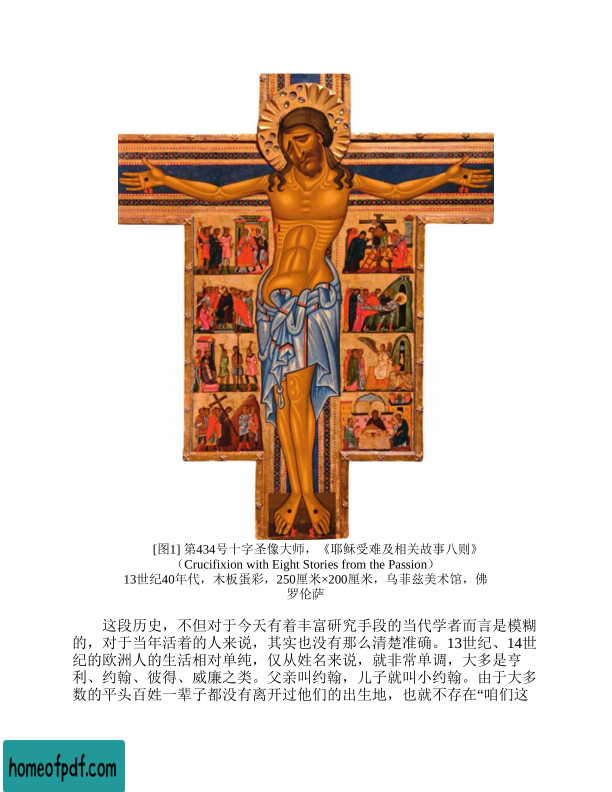 [图1] 第434号十字圣像大师，《耶稣受难及相关故事八则》
（Crucifixion with Eight Stories from the Passion）
13世纪40年代，木板蛋彩，250厘米×200厘米，乌菲兹美术馆，佛
罗伦萨
这段历史，不但对于今天有着丰富研究手段的当代学者而言是模糊
的，对于当年活着的人来说，其实也没有那么清楚准确。13世纪、14世
纪的欧洲人的生活相对单纯，仅从姓名来说，就非常单调，大多是亨
利、约翰、彼得、威廉之类。父亲叫约翰，儿子就叫小约翰。由于大多
数的平头百姓一辈子都没有离开过他们的出生地，也就不存在“咱们这
homeofpdf.com